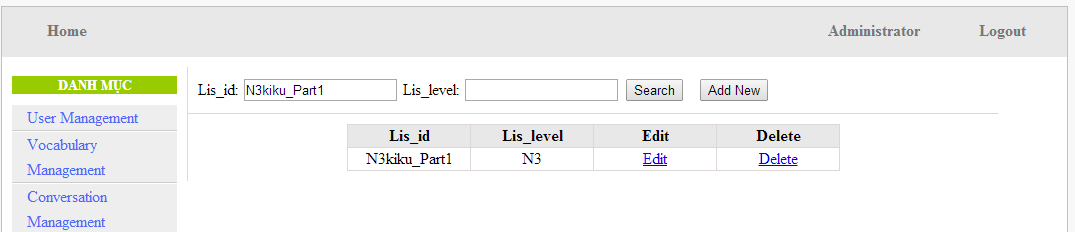 Home Administrator Logout
DANH MỤC
User Management
Vocabulary
Management
Conversation
Management
Lis_id: N3kiku_Part1 Lis_level: Search Add New
Lis_id Lis_level Edit Delete
N3kiku_Part1 N3 Edit Delete